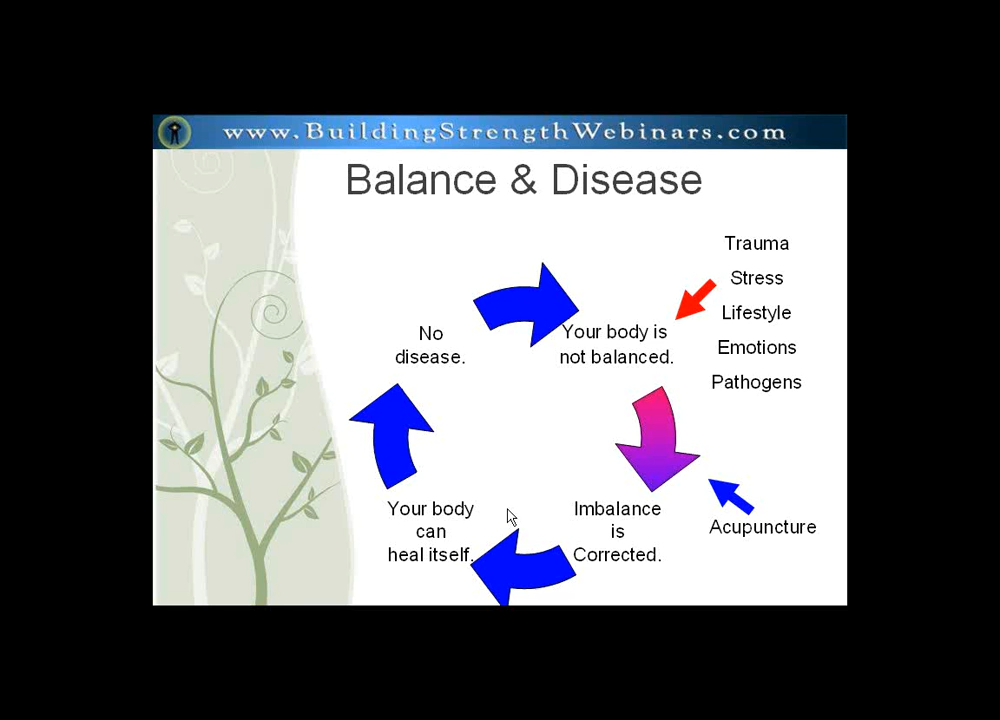 www.BuildingStrengthWebinars.com
Balance & Disease
Trauma
Stress
Lifestyle
Emotions
Pathogens
No
disease.
Your body is
not balanced.
Your body
can
heal itself.
Imbalance
is
Corrected.
Acupuncture